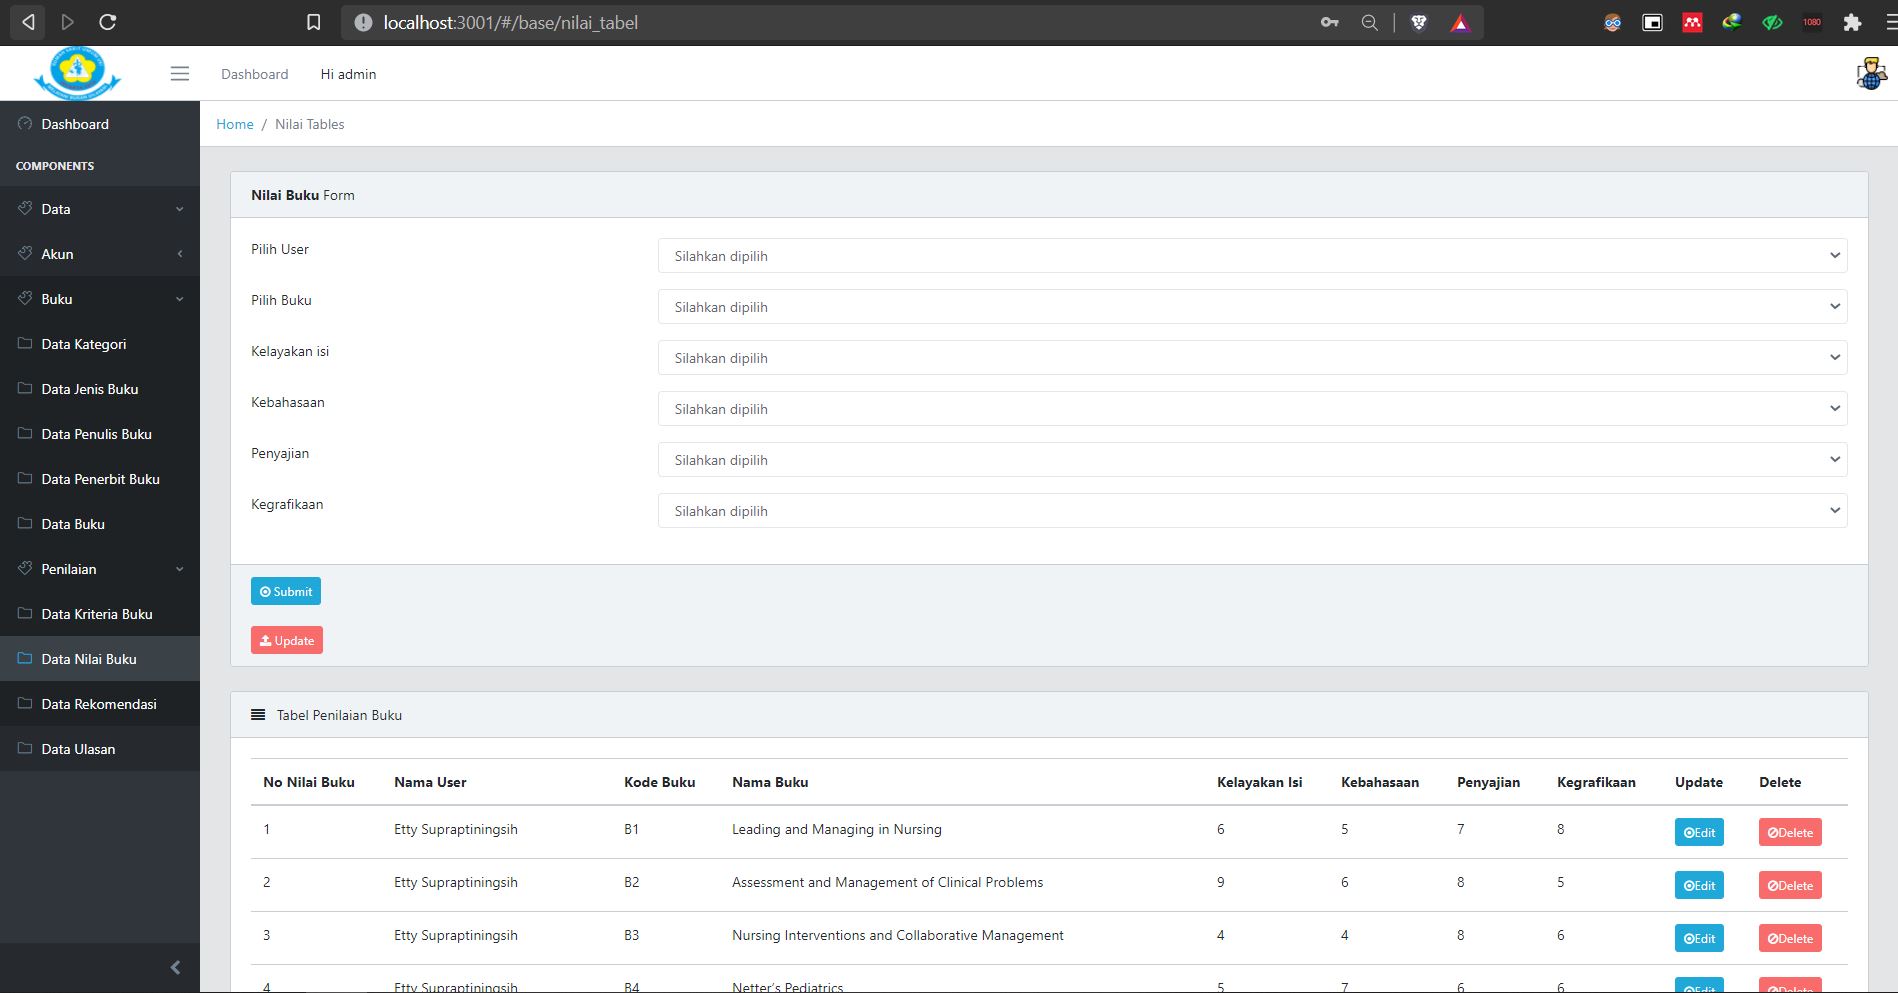 localhost:3001/#/base/nilai_tabel
1080
Dashboard Hi admin
Dashboard
COMPONENTS
Data
Akun
Buku
Data Kategori
Data Jenis Buku
Data Penulis Buku
Data Penerbit Buku
Data Buku
Penilaian
Data Kriteria Buku
Data Nilai Buku
Data Rekomendasi
Data Ulasan
Home / Nilai Tables
Nilai Buku Form
Pilih User Silahkan dipilih
Pilih Buku Silahkan dipilih
Kelayakan isi Silahkan dipilih
Kebahasaan Silahkan dipilih
Penyajian Silahkan dipilih
Kegrafikaan Silahkan dipilih
Submit
Update
Tabel Penilaian Buku
No Nilai Buku Nama User Kode Buku Nama Buku Kelayakan Isi Kebahasaan Penyajian Kegrafikaan Update Delete
1 Etty Supraptiningsih B1 Leading and Managing in Nursing 6 5 7 8 Edit Delete
2 Etty Supraptiningsih B2 Assessment and Management of Clinical Problems 9 6 8 5 Edit Delete
3 Etty Supraptiningsih B3 Nursing Interventions and Collaborative Management 4 4 8 6 Edit Delete
4 Etty Supraptiningsih B4 Netter's Pediatrics 5 7 6 6 Edit Delete